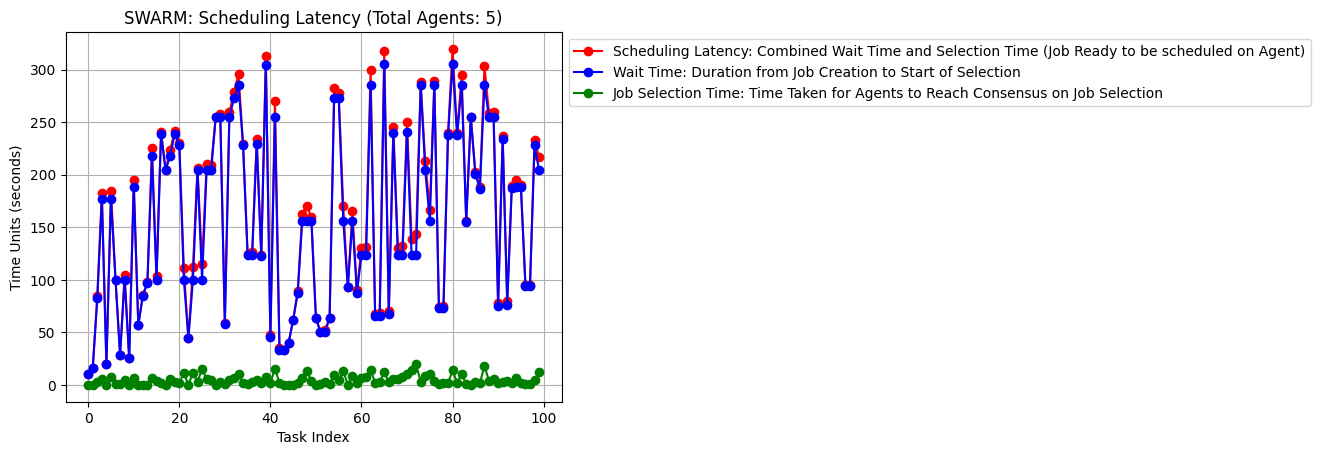 SWARM: Scheduling Latency (Total Agents: 5)
Scheduling Latency: Combined Wait Time and Selection Time (Job Ready to be scheduled on Agent)
Wait Time: Duration from Job Creation to Start of Selection
Job Selection Time: Time Taken for Agents to Reach Consensus on Job Selection
Time Units (seconds)
300
250
200
150
100
50
0
0 20 40 60 80 100
Task Index